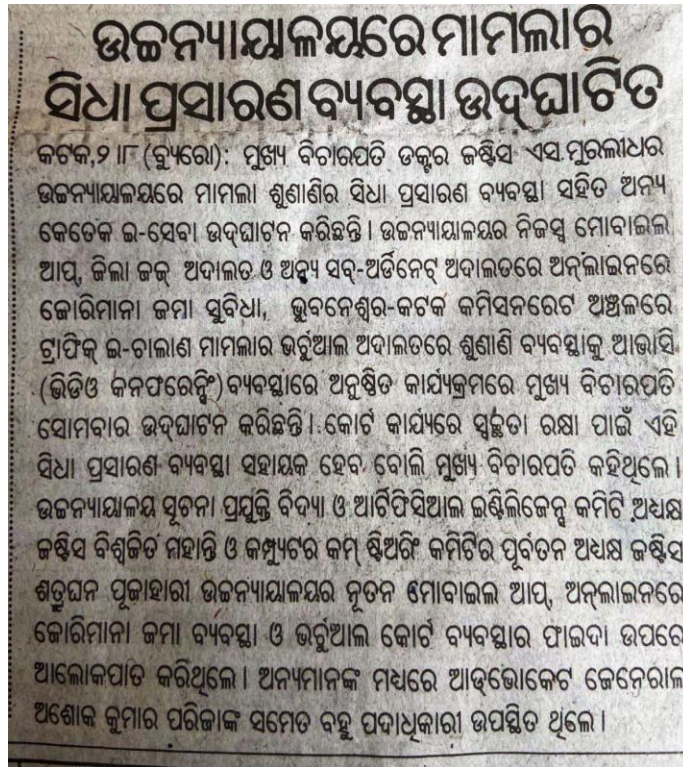 ଉଚ୍ଚନ୍ୟାୟାଳୟରେ ମାମଲାର
ସିଧା ପ୍ରସାରଣ ବ୍ୟବସ୍ଥା ଉଦ୍‌ଘାଟିତ
କଟକ,୨।୮ (ବ୍ୟୁରୋ): ମୁଖ୍ୟ ବିଚାରପତି ଡକ୍ଟର ଜଷ୍ଟିସ ଏସ.ମୁରଲୀଧର
ଉଚ୍ଚନ୍ୟାୟାଳୟରେ ମାମଲା ଶୁଣାଣିର ସିଧା ପ୍ରସାରଣ ବ୍ୟବସ୍ଥା ସହିତ ଅନ୍ୟ
କେତେକ ଇ-ସେବା ଉଦ୍‌ଘାଟନ କରିଛନ୍ତି। ଉଚ୍ଚନ୍ୟାୟାଳୟର ନିଜସ୍ୱ ମୋବାଇଲ
ଆପ୍, ଜିଲା ଜଜ୍ ଅଦାଲତ ଓ ଅନ୍ୟ ସବ୍-ଅର୍ଡିନେଟ୍ ଅଦାଲତରେ ଅନ୍‌ଲାଇନରେ
ଜୋରିମାନା ଜମା ସୁବିଧା, ଭୁବନେଶ୍ୱର-କଟକ କମିସନରେଟ ଅଞ୍ଚଳରେ
ଟ୍ରାଫିକ୍ ଇ-ଚାଲାଣ ମାମଲାର ଭର୍ଚୁଆଲ ଅଦାଲତରେ ଶୁଣାଣି ବ୍ୟବସ୍ଥାକୁ ଆଭାସି
(ଭିଡିଓ କନଫରେନ୍ସିଂ) ବ୍ୟବସ୍ଥାରେ ଅନୁଷ୍ଠିତ କାର୍ଯ୍ୟକ୍ରମରେ ମୁଖ୍ୟ ବିଚାରପତି
ସୋମବାର ଉଦ୍‌ଘାଟନ କରିଛନ୍ତି। କୋର୍ଟ କାର୍ଯ୍ୟରେ ସ୍ୱଚ୍ଛତା ରକ୍ଷା ପାଇଁ ଏହି
ସିଧା ପ୍ରସାରଣ ବ୍ୟବସ୍ଥା ସହାୟକ ହେବ ବୋଲି ମୁଖ୍ୟ ବିଚାରପତି କହିଥିଲେ।
ଉଚ୍ଚନ୍ୟାୟାଳୟ ସୂଚନା ପ୍ରଯୁକ୍ତି ବିଦ୍ୟା ଓ ଆର୍ଟିଫିସିଆଲ ଇଣ୍ଟିଲିଜେନ୍ସ କମିଟି ଅଧ୍ୟକ୍ଷ
ଜଷ୍ଟିସ ବିଶ୍ୱଜିତ ମହାନ୍ତି ଓ କମ୍ପ୍ୟୁଟର କମ୍ ଷ୍ଟିଅରିଂ କମିଟିର ପୂର୍ବତନ ଅଧ୍ୟକ୍ଷ ଜଷ୍ଟିସ
ଶତ୍ରୁଘନ ପୂଜାହାରୀ ଉଚ୍ଚନ୍ୟାୟାଳୟର ନୂତନ ମୋବାଇଲ ଆପ୍, ଅନ୍‌ଲାଇନରେ
ଜୋରିମାନା ଜମା ବ୍ୟବସ୍ଥା ଓ ଭର୍ଚୁଆଲ କୋର୍ଟ ବ୍ୟବସ୍ଥାର ଫାଇଦା ଉପରେ
ଆଲୋକପାତ କରିଥିଲେ। ଅନ୍ୟମାନଙ୍କ ମଧ୍ୟରେ ଆଡ୍‌ଭୋକେଟ ଜେନେରାଲ
ଅଶୋକ କୁମାର ପରିଜାଙ୍କ ସମେତ ବହୁ ପଦାଧିକାରୀ ଉପସ୍ଥିତ ଥିଲେ।